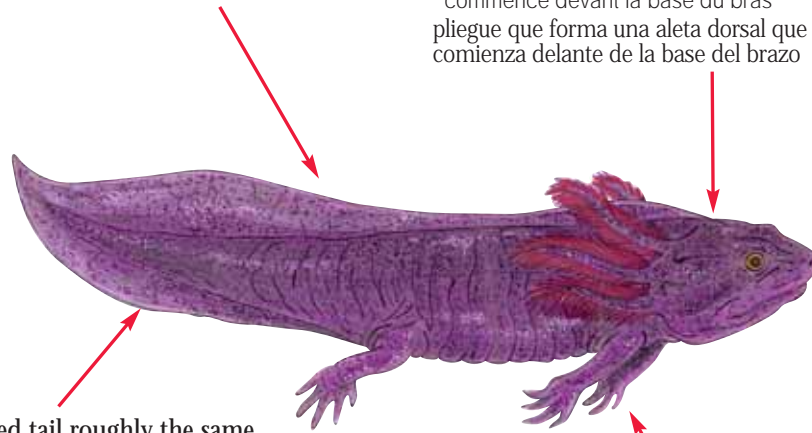 commence devant la base du bras
pliegue que forma una aleta dorsal que
comienza delante de la base del brazo
tail roughly the same